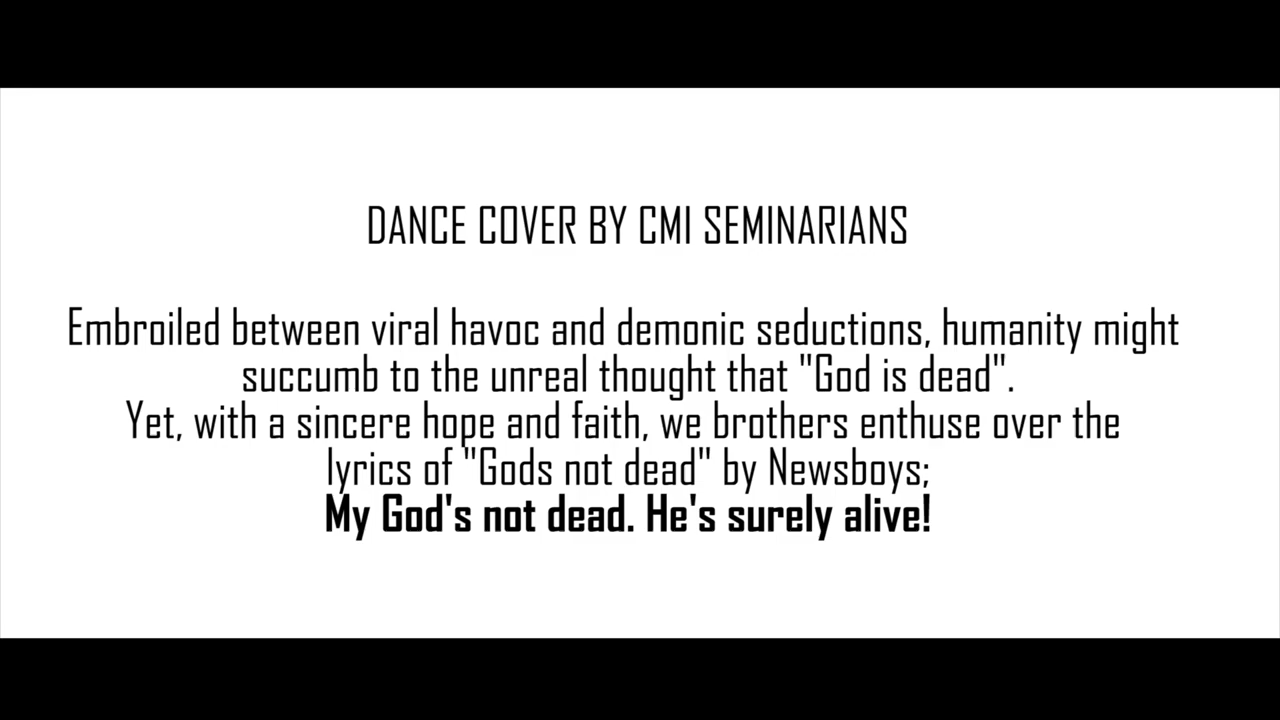 DANCE COVER BY CMI SEMINARIANS
Embroiled between viral havoc and demonic seductions, humanity might
succumb to the unreal thought that "God is dead".
Yet, with a sincere hope and faith, we brothers enthuse over the
lyrics of "Gods not dead" by Newsboys;
My God's not dead. He's surely alive!